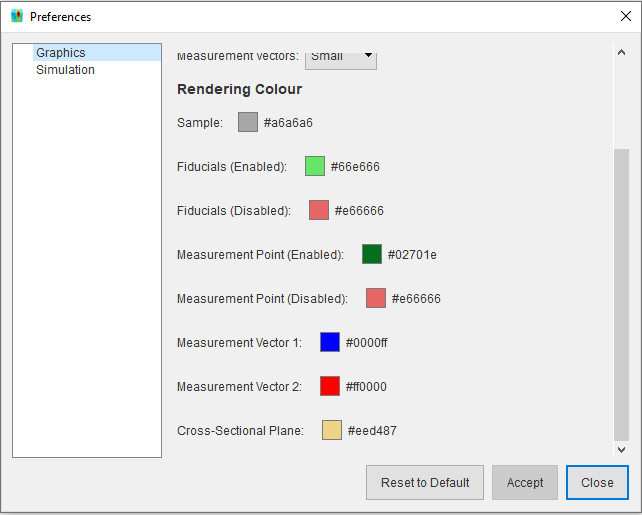 Preferences
Graphics
Simulation
Measurement Vectors: Small
Rendering Colour
Sample: #a6a6a6
Fiducials (Enabled): #66e666
Fiducials (Disabled): #e66666
Measurement Point (Enabled): #02701e
Measurement Point (Disabled): #e66666
Measurement Vector 1: #0000ff
Measurement Vector 2: #ff0000
Cross-Sectional Plane: #eed487
Reset to Default Accept Close